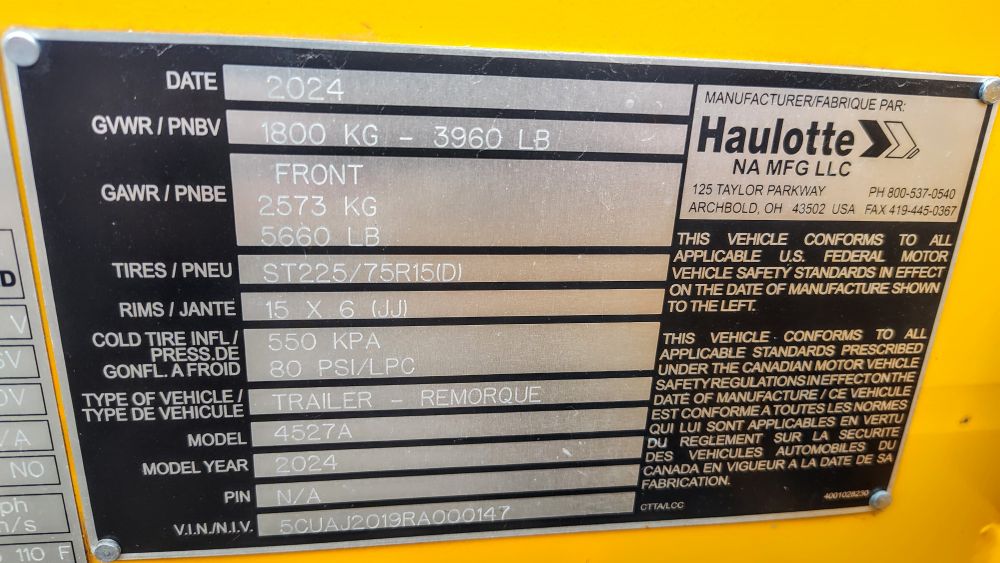 DATE 2024
GVWR / PNBV 1800 KG - 3960 LB
GAWR / PNBE FRONT
2573 KG
5660 LB
TIRES / PNEU ST225/75R15(D)
RIMS / JANTE 15 X 6 (JJ)
COLD TIRE INFL / 550 KPA
PRESS.DE
GONFL. A FROID 80 PSI/LPC
TYPE OF VEHICLE / TRAILER - REMORQUE
TYPE DE VEHICULE
MODEL 4527A
MODEL YEAR 2024
PIN N/A
V.I.N./N.I.V. 5CUAJ2019RA000147
MANUFACTURER/FABRIQUE PAR:
Haulotte
NA MFG LLC
125 TAYLOR PARKWAY PH 800-537-0540
ARCHBOLD, OH 43502 USA FAX 419-445-0367
THIS VEHICLE CONFORMS TO ALL
APPLICABLE U.S. FEDERAL MOTOR
VEHICLE SAFETY STANDARDS IN EFFECT
ON THE DATE OF MANUFACTURE SHOWN
TO THE LEFT.
THIS VEHICLE CONFORMS TO ALL
APPLICABLE STANDARDS PRESCRIBED
UNDER THE CANADIAN MOTOR VEHICLE
SAFETY REGULATIONS IN EFFECT ON THE
DATE OF MANUFACTURE / CE VEHICLE
EST CONFORME A TOUTES LES NORMES
QUI LUI SONT APPLICABLES EN VERTU
DU REGLEMENT SUR LA SECURITE
DES VEHICULES AUTOMOBILES DU
CANADA EN VIGUEUR A LA DATE DE SA
FABRICATION.
CTTA/LCC 4001028230
D
V
V
0V
/A
NO
ph
m/s
110 F